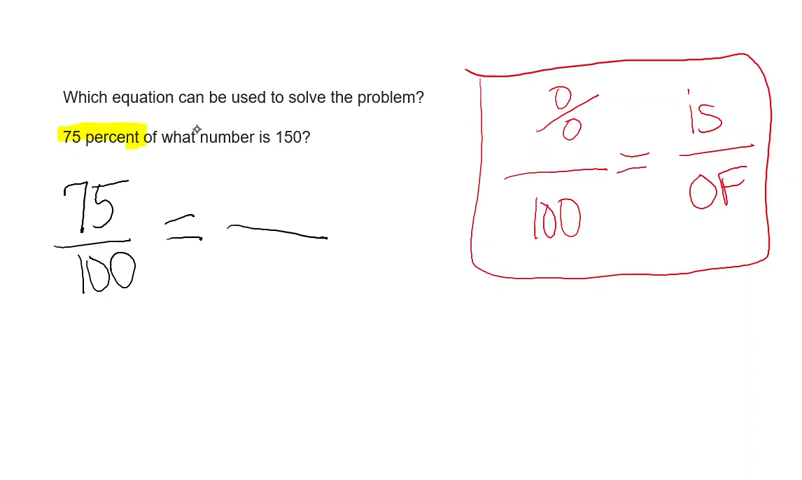 Which equation can be used to solve the problem?
75 percent of what number is 150?
75
100
=
%
100
=
is
OF